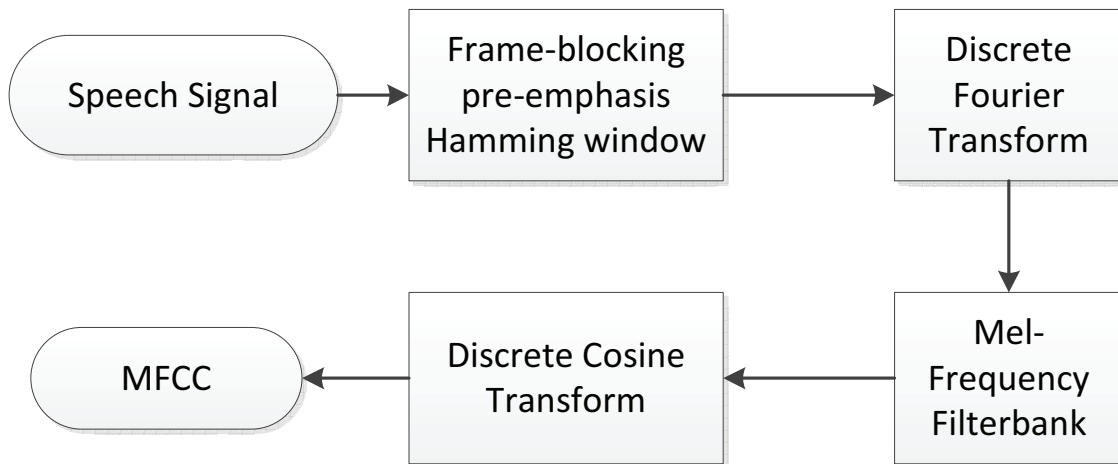 Speech Signal
Frame-blocking
pre-emphasis
Hamming window
Discrete
Fourier
Transform
Mel-
Frequency
Filterbank
Discrete Cosine
Transform
MFCC